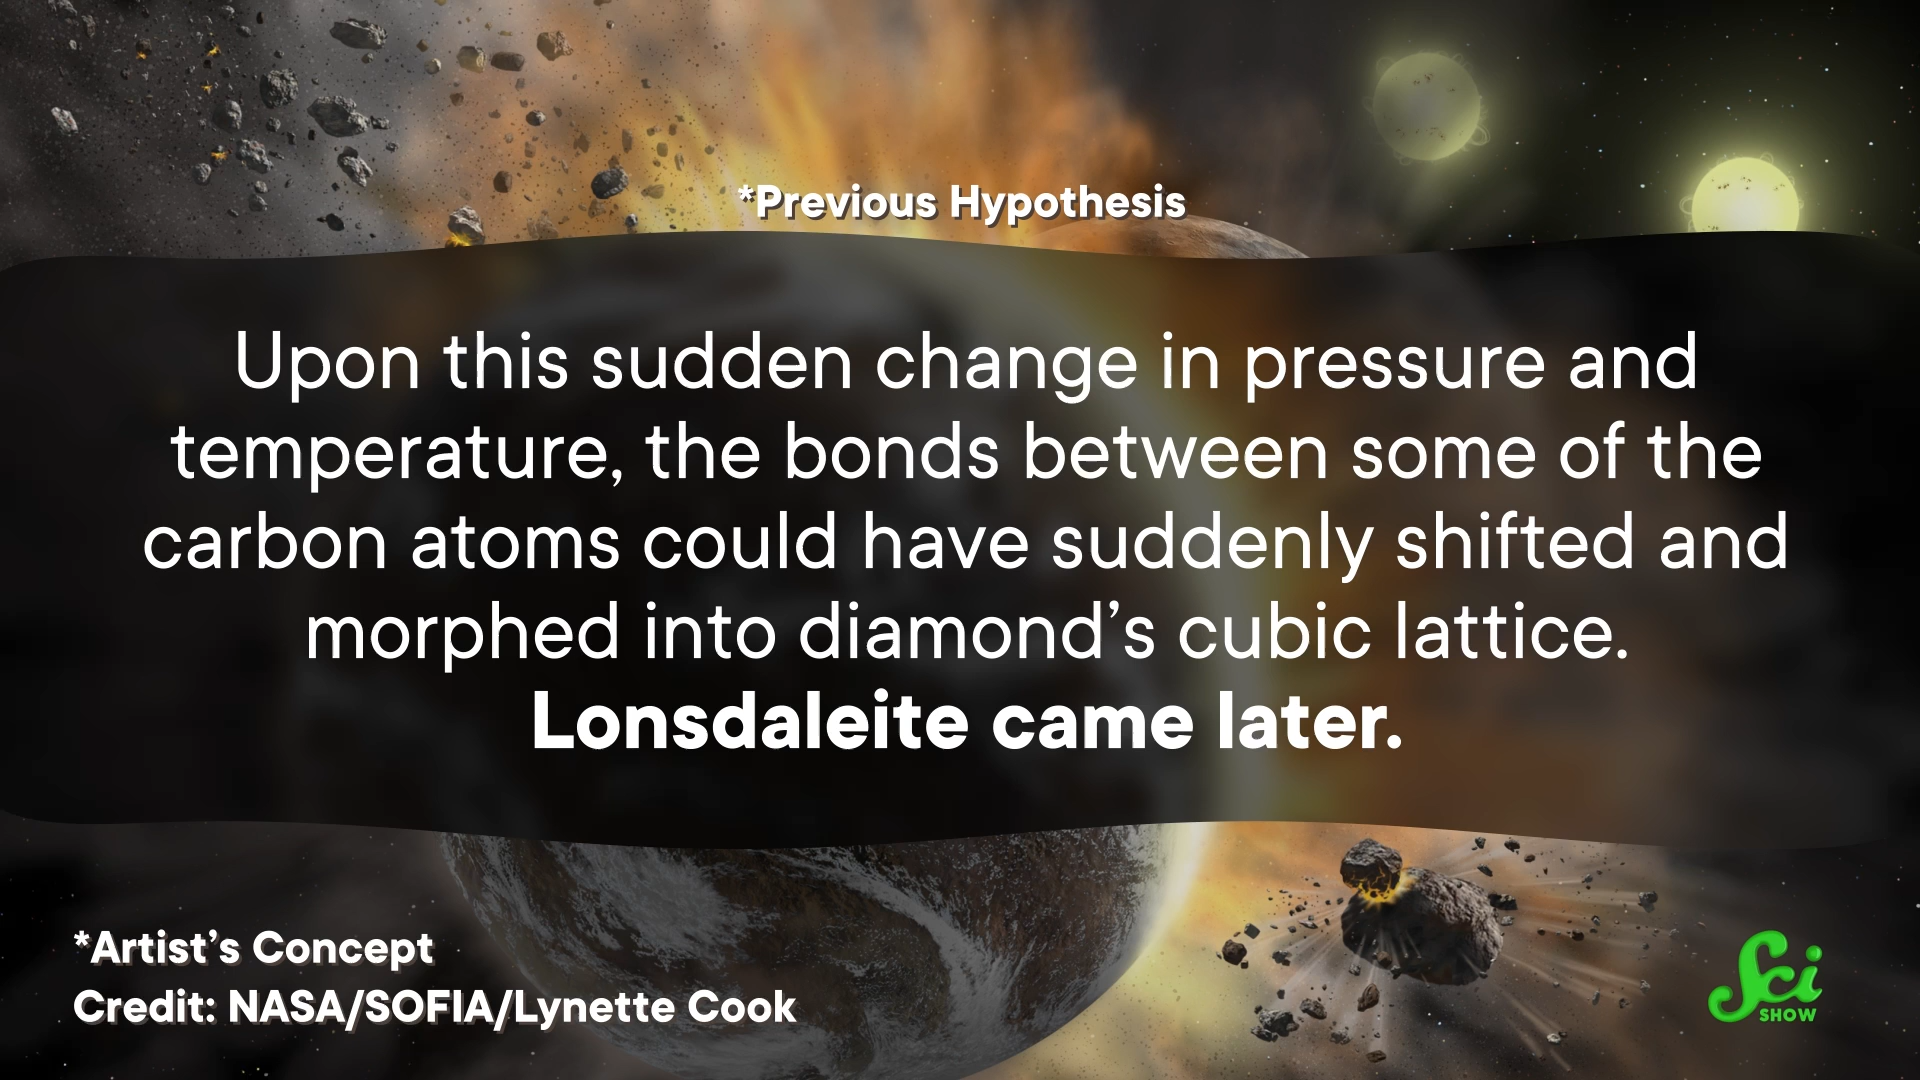 *Previous Hypothesis
Upon this sudden change in pressure and
temperature, the bonds between some of the
carbon atoms could have suddenly shifted and
morphed into diamond’s cubic lattice.
Lonsdaleite came later.
*Artist’s Concept
Credit: NASA/SOFIA/Lynette Cook
Sci
SHOW